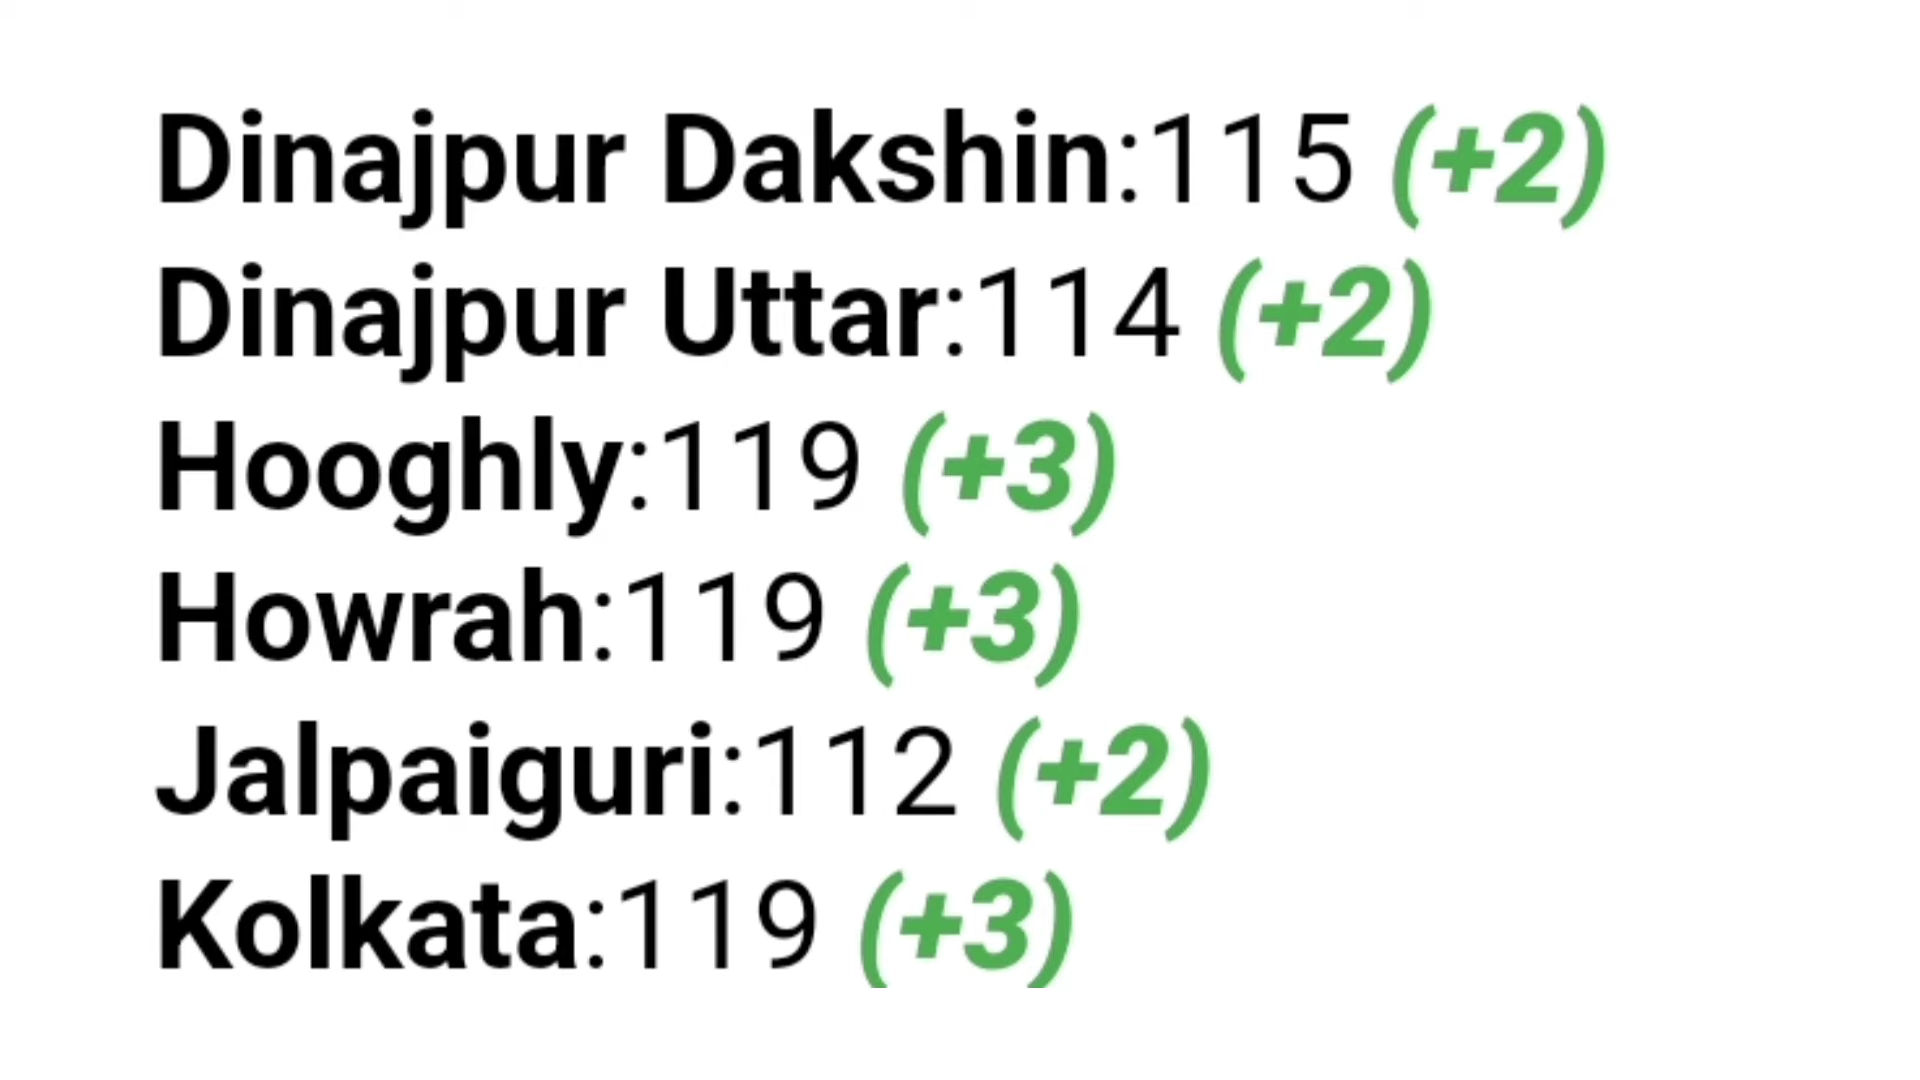 Dinajpur Dakshin:115 (+2)
Dinajpur Uttar:114 (+2)
Hooghly:119 (+3)
Howrah:119 (+3)
Jalpaiguri:112 (+2)
Kolkata:119 (+3)